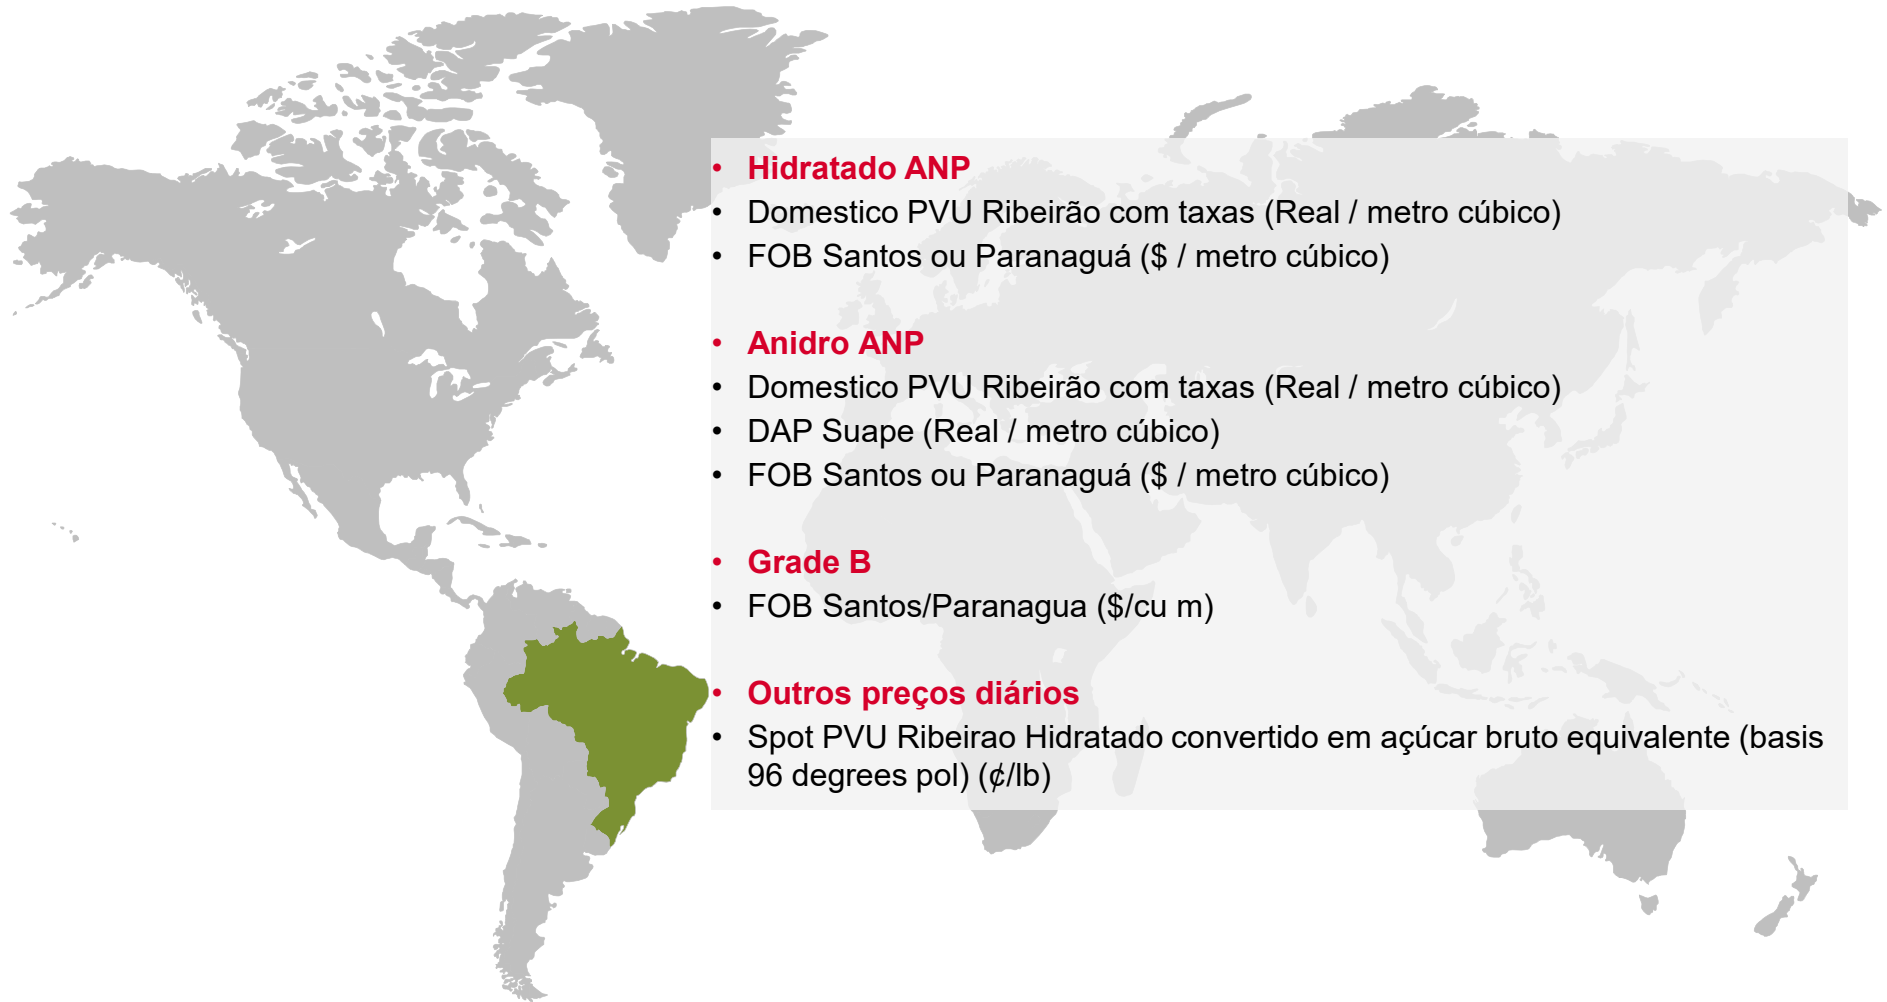 • Hidratado ANP
• Domestico PVU Ribeirão com taxas (Real / metro cúbico)
• FOB Santos ou Paranaguá ($ / metro cúbico)
• Anidro ANP
• Domestico PVU Ribeirão com taxas (Real / metro cúbico)
• DAP Suape (Real / metro cúbico)
• FOB Santos ou Paranaguá ($ / metro cúbico)
• Grade B
• FOB Santos/Paranagua ($/cu m)
• Outros preços diários
• Spot PVU Ribeirao Hidratado convertido em açúcar bruto equivalente (basis
96 degrees pol) (¢/lb)